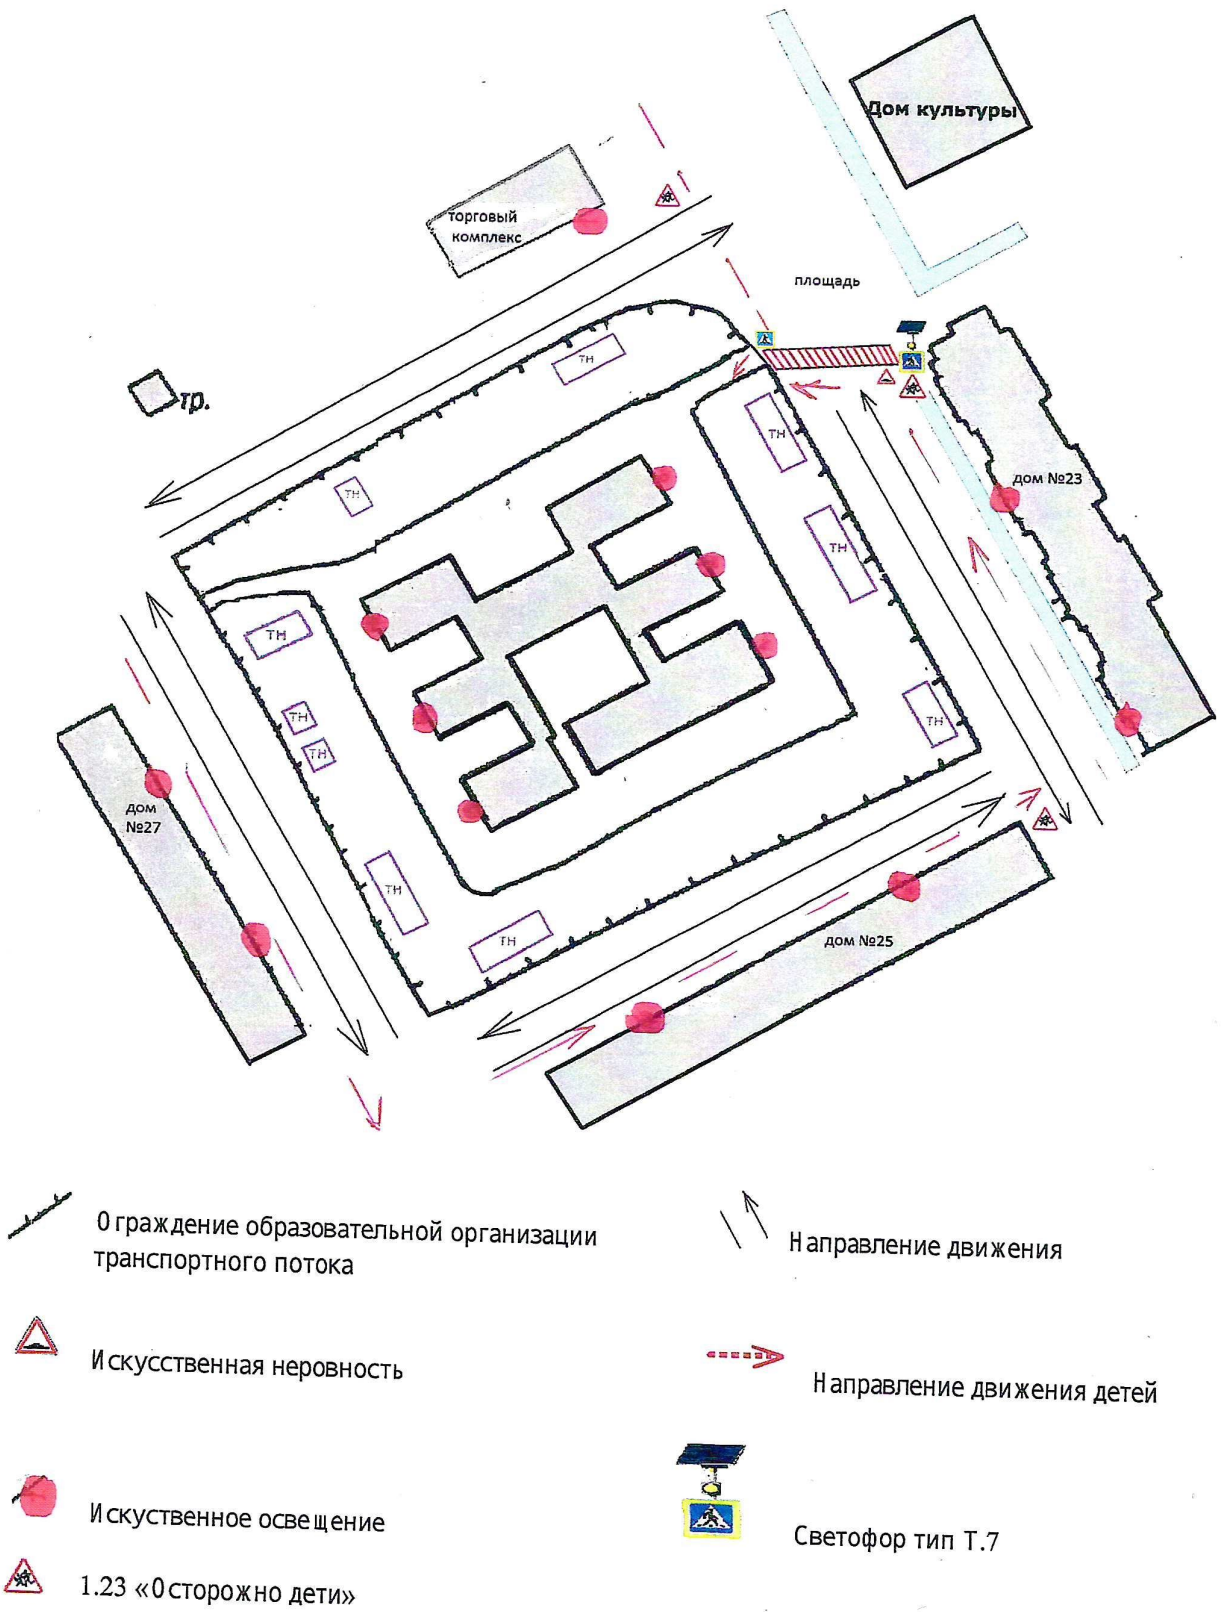 Дом культуры
торговый
комплекс
площадь
тн
тр.
тн
дом №23
тн
тн
тн
тн
тн
тн
дом
№27
тн
тн
дом №25
Ограждение образовательной организации
транспортного потока
Направление движения
Искусственная неровность
Направление движения детей
Искуственное освещение
Светофор тип Т.7
1.23 «Осторожно дети»